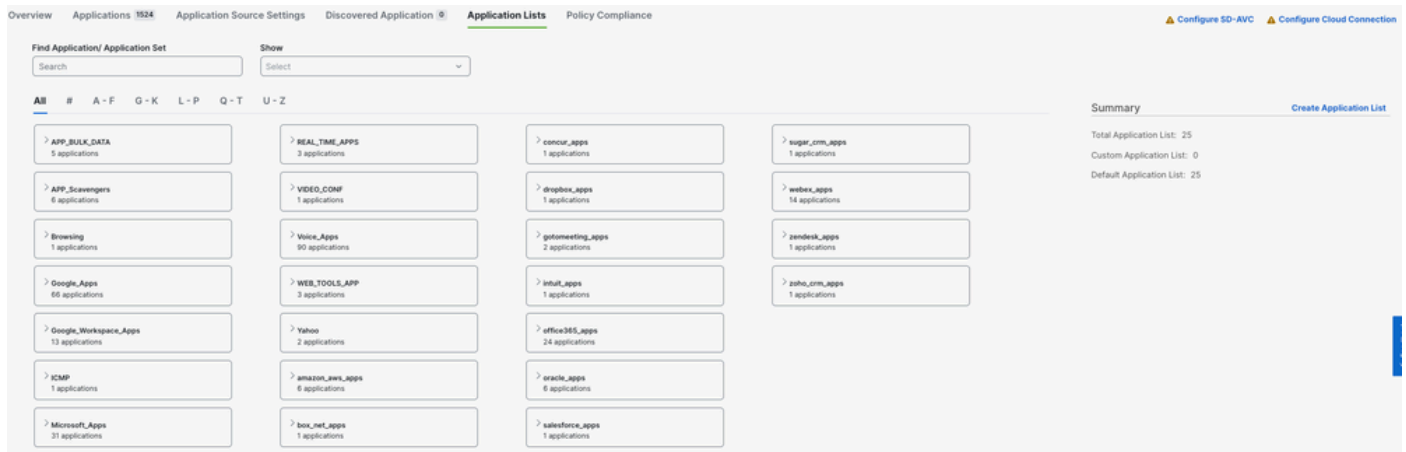 Overview Applications 1524 Application Source Settings Discovered Application 0 Application Lists Policy Compliance
Configure SD-AVC Configure Cloud Connection
Find Application/ Application Set Show
Search Select
All # A - F G - K L - P Q - T U - Z
Summary Create Application List
Total Application List: 25
Custom Application List: 0
Default Application List: 25
APP_BULK_DATA REAL_TIME_APPS concur_apps sugar_crm_apps
5 applications 3 applications 1 applications 1 applications
APP_Scavengers VIDEO_CONF dropbox_apps webex_apps
6 applications 1 applications 1 applications 14 applications
Browsing Voice_Apps gotomeeting_apps zendesk_apps
1 applications 90 applications 2 applications 1 applications
Google_Apps WEB_TOOLS_APP intuit_apps zoho_crm_apps
66 applications 3 applications 1 applications 1 applications
Google_Workspace_Apps Yahoo office365_apps
13 applications 2 applications 24 applications
ICMP amazon_aws_apps oracle_apps
1 applications 6 applications 6 applications
Microsoft_Apps box_net_apps salesforce_apps
31 applications 1 applications 1 applications